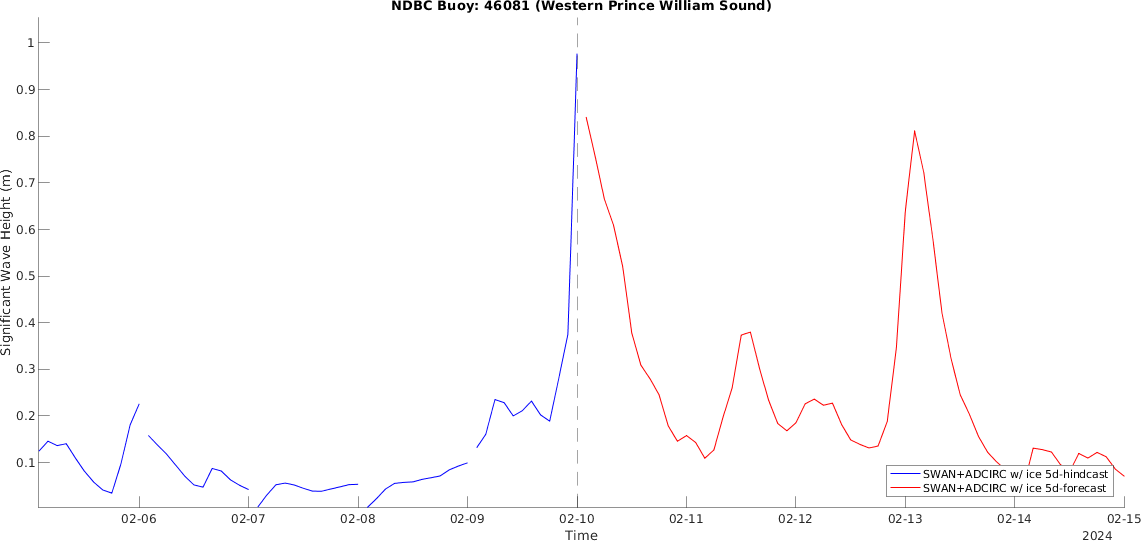 NDBC Buoy: 46081 (Western Prince William Sound)
1
0.9
0.8
0.7
0.6
0.5
0.4
0.3
0.2
0.1
Significant Wave Height (m)
SWAN+ADCIRC w/ ice 5d-hindcast
SWAN+ADCIRC w/ ice 5d-forecast
02-06 02-07 02-08 02-09 02-10 02-11 02-12 02-13 02-14 02-15
Time
2024